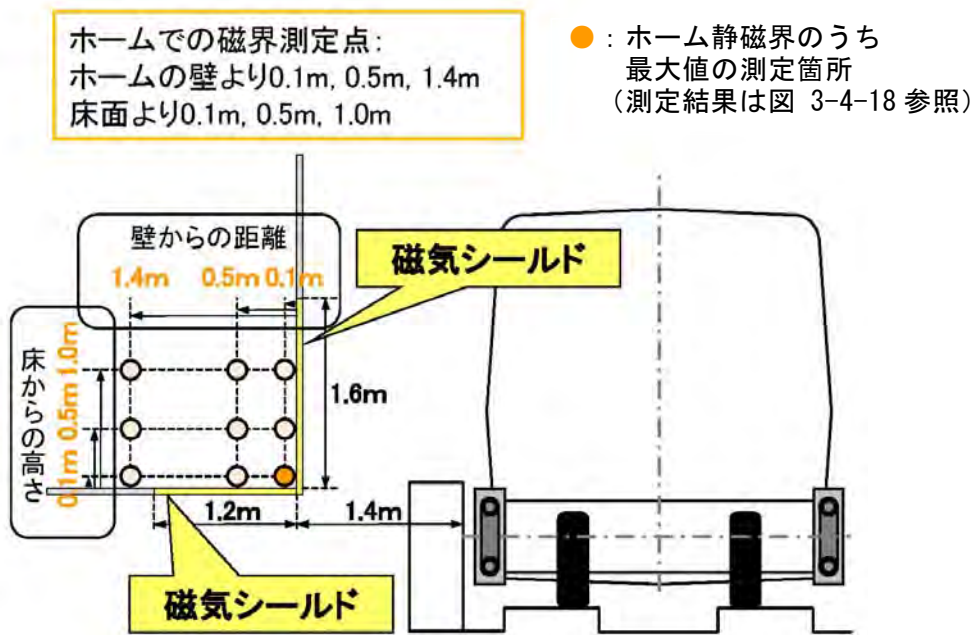 ホームでの磁界測定点:
ホームの壁より0.1m, 0.5m, 1.4m
床面より0.1m, 0.5m, 1.0m
：ホーム静磁界のうち
最大値の測定箇所
（測定結果は図 3-4-18 参照）
壁からの距離
1.4m 0.5m 0.1m
磁気シールド
床からの高さ
0.1m 0.5m 1.0m
1.6m
1.2m
1.4m
磁気シールド